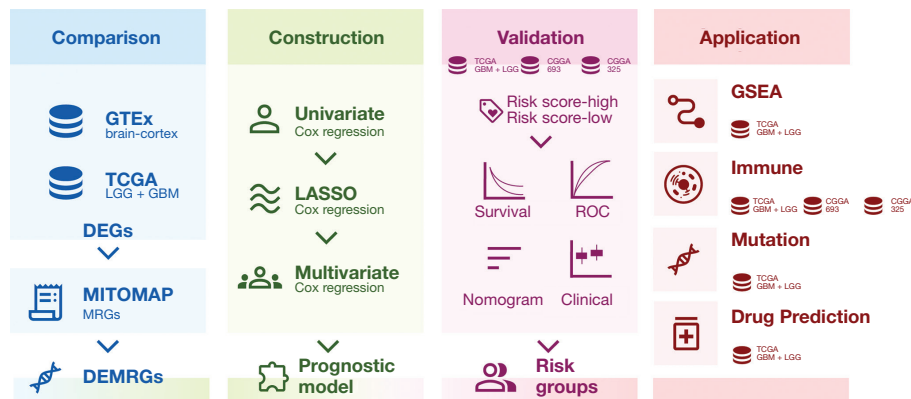 Comparison
GTEx
brain-cortex
TCGA
LGG + GBM
DEGs
MITOMAP
MRGs
DEMRGs
Construction
Univariate
Cox regression
LASSO
Cox regression
Multivariate
Cox regression
Prognostic
model
Validation
TCGA
GBM + LGG
CGGA
693
CGGA
325
Risk score-high
Risk score-low
Survival
ROC
Nomogram
Clinical
Risk
groups
Application
GSEA
TCGA
GBM + LGG
Immune
TCGA
GBM + LGG
CGGA
693
CGGA
325
Mutation
TCGA
GBM + LGG
Drug Prediction
TCGA
GBM + LGG